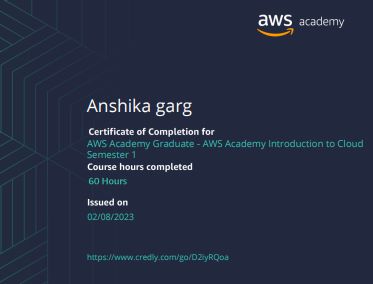 aws academy
Anshika garg
Certificate of Completion for
AWS Academy Graduate - AWS Academy Introduction to Cloud
Semester 1
Course hours completed
60 Hours
Issued on
02/08/2023
https://www.credly.com/go/D2iyRQoa